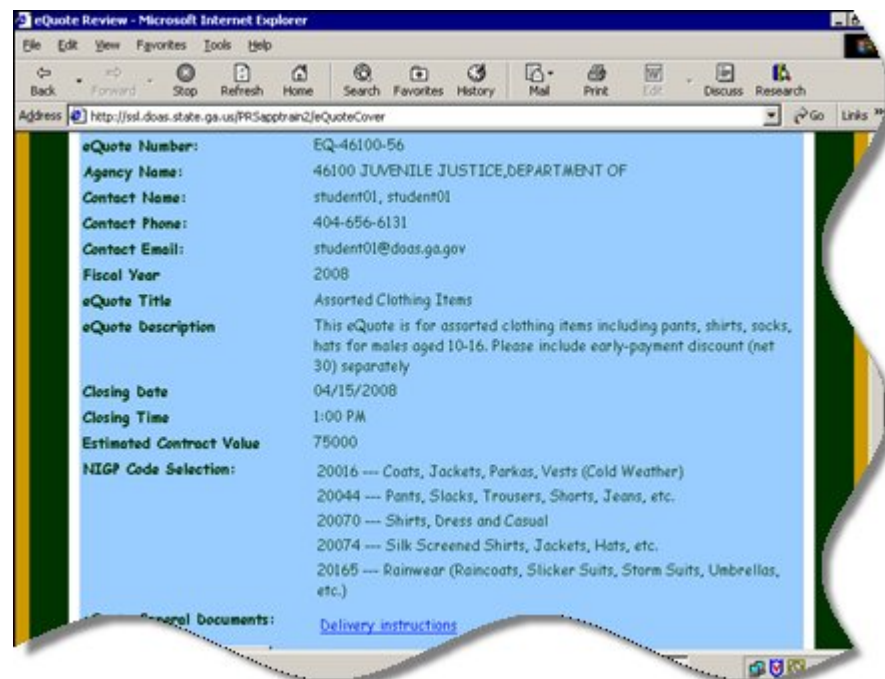 eQuote Review - Microsoft Internet Explorer
File Edit View Favorites Tools Help
Back Forward Stop Refresh Home Search Favorites History Mail Print Edit Discuss Research
Address http://ssl.doas.state.ga.us/PRSapptrain2/eQuoteCover Go Links »
eQuote Number: EQ-46100-56
Agency Name: 46100 JUVENILE JUSTICE,DEPARTMENT OF
Contact Name: student01, student01
Contact Phone: 404-656-6131
Contact Email: student01@doas.ga.gov
Fiscal Year 2008
eQuote Title Assorted Clothing Items
eQuote Description This eQuote is for assorted clothing items including pants, shirts, socks,
hats for males aged 10-16. Please include early-payment discount (net
30) separately
Closing Date 04/15/2008
Closing Time 1:00 PM
Estimated Contract Value 75000
NIGP Code Selection: 20016 --- Coats, Jackets, Parkas, Vests (Cold Weather)
20044 --- Pants, Slacks, Trousers, Shorts, Jeans, etc.
20070 --- Shirts, Dress and Casual
20074 --- Silk Screened Shirts, Jackets, Hats, etc.
20165 --- Rainwear (Raincoats, Slicker Suits, Storm Suits, Umbrellas,
etc.)
General Documents: Delivery instructions